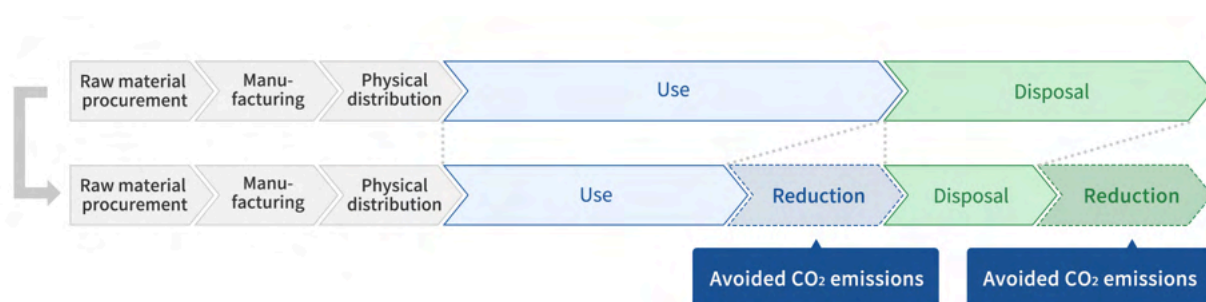 Raw material
procurement
Manu-
facturing
Physical
distribution
Use
Disposal
Raw material
procurement
Manu-
facturing
Physical
distribution
Use
Reduction
Disposal
Reduction
Avoided CO₂ emissions
Avoided CO₂ emissions